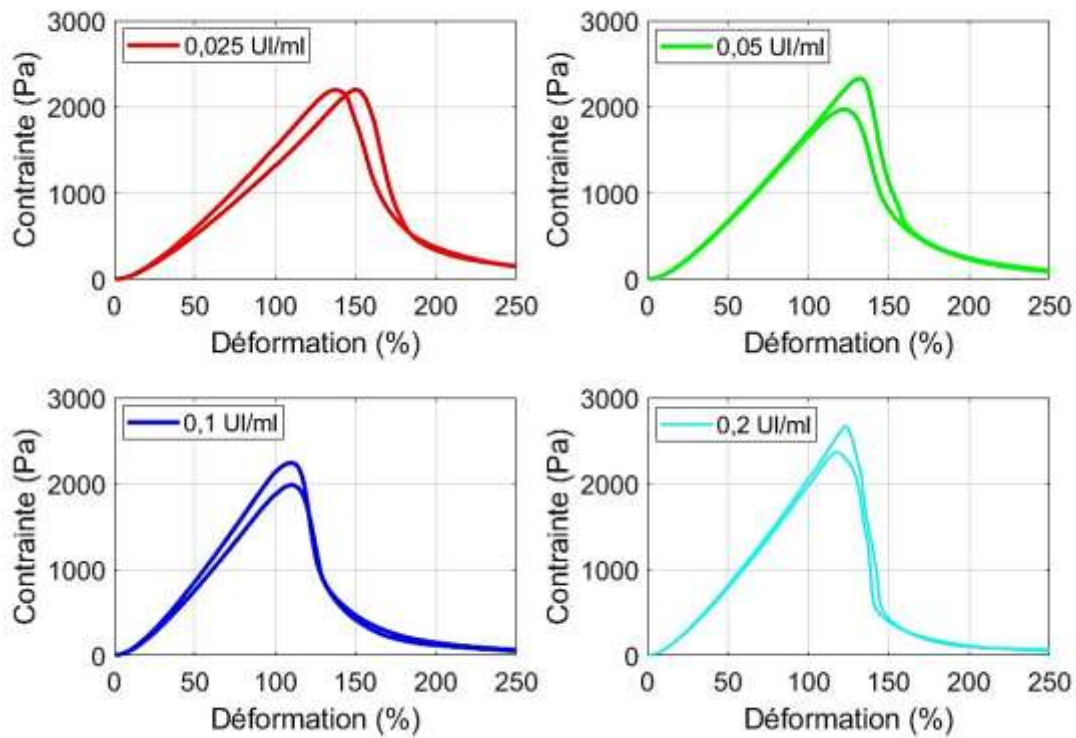 0,025 UI/ml
Contrainte (Pa)
3000
2000
1000
0
0 50 100 150 200 250
Déformation (%)
0,05 UI/ml
Contrainte (Pa)
3000
2000
1000
0
0 50 100 150 200 250
Déformation (%)
0,1 UI/ml
Contrainte (Pa)
3000
2000
1000
0
0 50 100 150 200 250
Déformation (%)
0,2 UI/ml
Contrainte (Pa)
3000
2000
1000
0
0 50 100 150 200 250
Déformation (%)